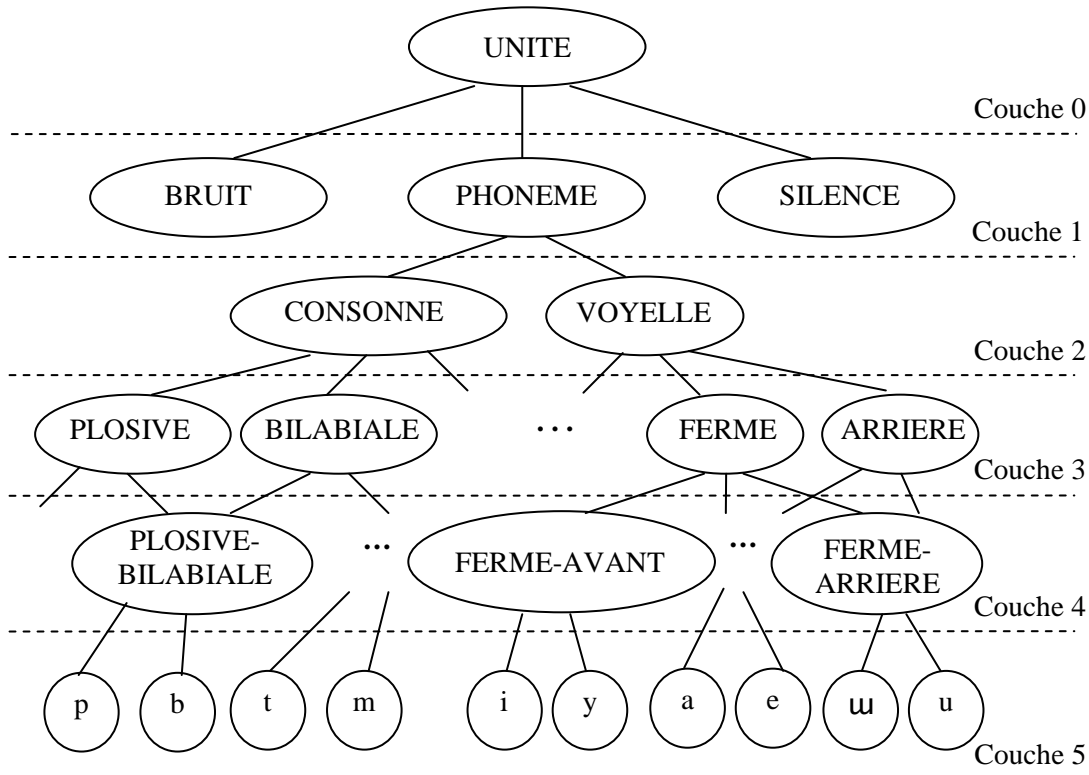 UNITE
Couche 0
BRUIT
PHONEME
SILENCE
Couche 1
CONSONNE
VOYELLE
Couche 2
PLOSIVE
BILABIALE
...
FERME
ARRIERE
Couche 3
PLOSIVE-
BILABIALE
...
FERME-AVANT
...
FERME-
ARRIERE
Couche 4
p
b
t
m
i
y
a
e
ɯ
u
Couche 5